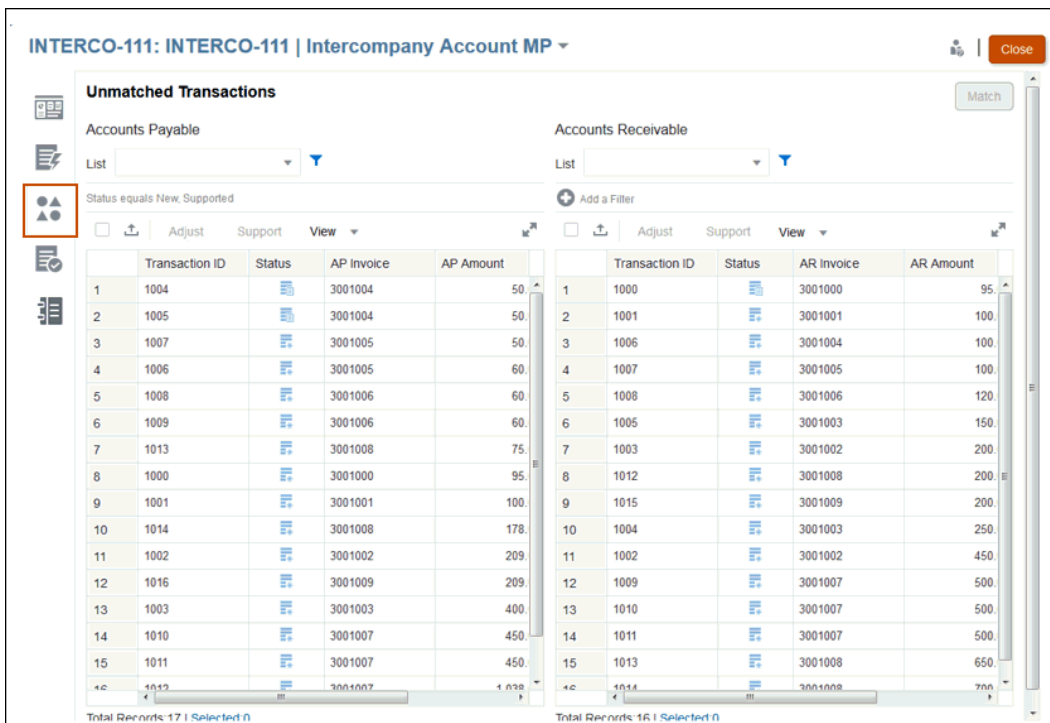 INTERCO-111: INTERCO-111 | Intercompany Account MP
Close
Unmatched Transactions
Match
Accounts Payable
List
Status equals New, Supported
Adjust Support View
Transaction ID Status AP Invoice AP Amount
1 1004 3001004 50.
2 1005 3001004 50.
3 1007 3001005 50.
4 1006 3001005 60.
5 1008 3001006 60.
6 1009 3001006 60.
7 1013 3001008 75.
8 1000 3001000 95.
9 1001 3001001 100.
10 1014 3001008 178.
11 1002 3001002 209.
12 1016 3001009 209.
13 1003 3001003 400.
14 1010 3001007 450.
15 1011 3001007 450.
16 1012 3001007 1,038
Total Records:17 | Selected:0
Accounts Receivable
List
Add a Filter
Adjust Support View
Transaction ID Status AR Invoice AR Amount
1 1000 3001000 95.
2 1001 3001001 100.
3 1006 3001004 100.
4 1007 3001005 100.
5 1008 3001006 120.
6 1005 3001003 150.
7 1003 3001002 200.
8 1012 3001008 200.
9 1015 3001009 200.
10 1004 3001003 250.
11 1002 3001002 450.
12 1009 3001007 500.
13 1010 3001007 500.
14 1011 3001007 500.
15 1013 3001008 650.
16 1014 3001008 700
Total Records:16 | Selected:0